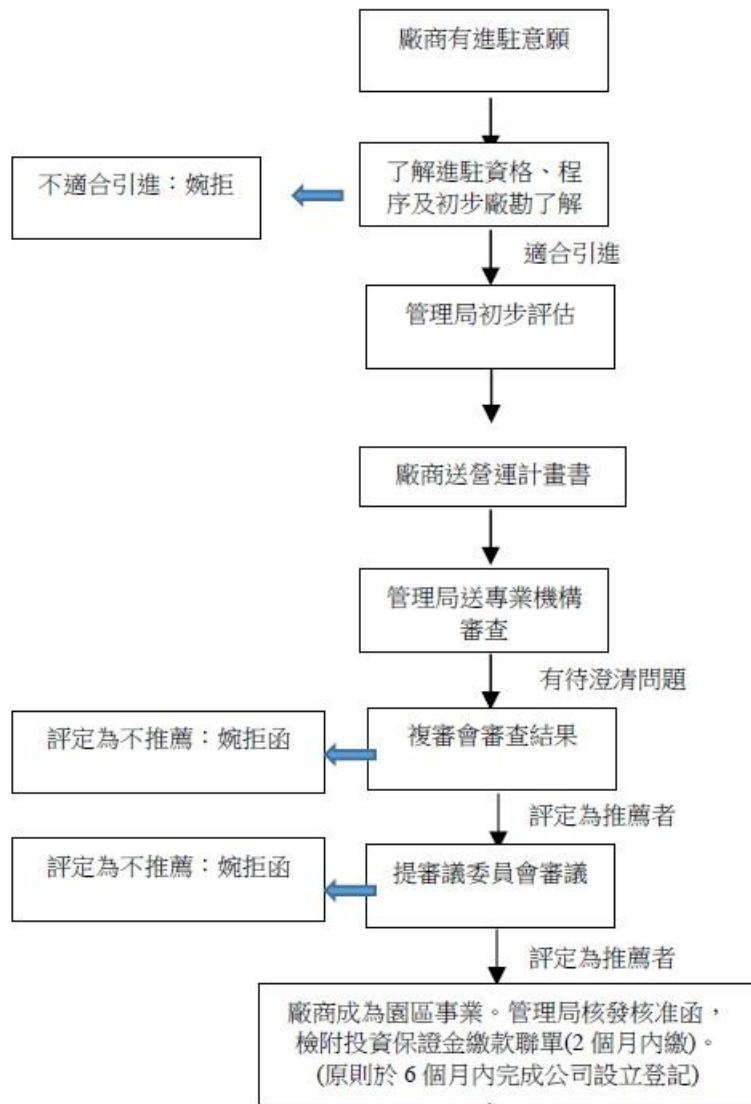 廠商有進駐意願
了解進駐資格、程
序及初步廠勘了解
不適合引進：婉拒
適合引進
管理局初步評估
廠商送營運計畫書
管理局送專業機構
審查
有待澄清問題
複審會審查結果
評定為不推薦：婉拒函
評定為推薦者
提審議委員會審議
評定為不推薦：婉拒函
評定為推薦者
廠商成為園區事業。管理局核發核准函，
檢附投資保證金繳款聯單(2 個月內繳)。
(原則於 6 個月內完成公司設立登記)